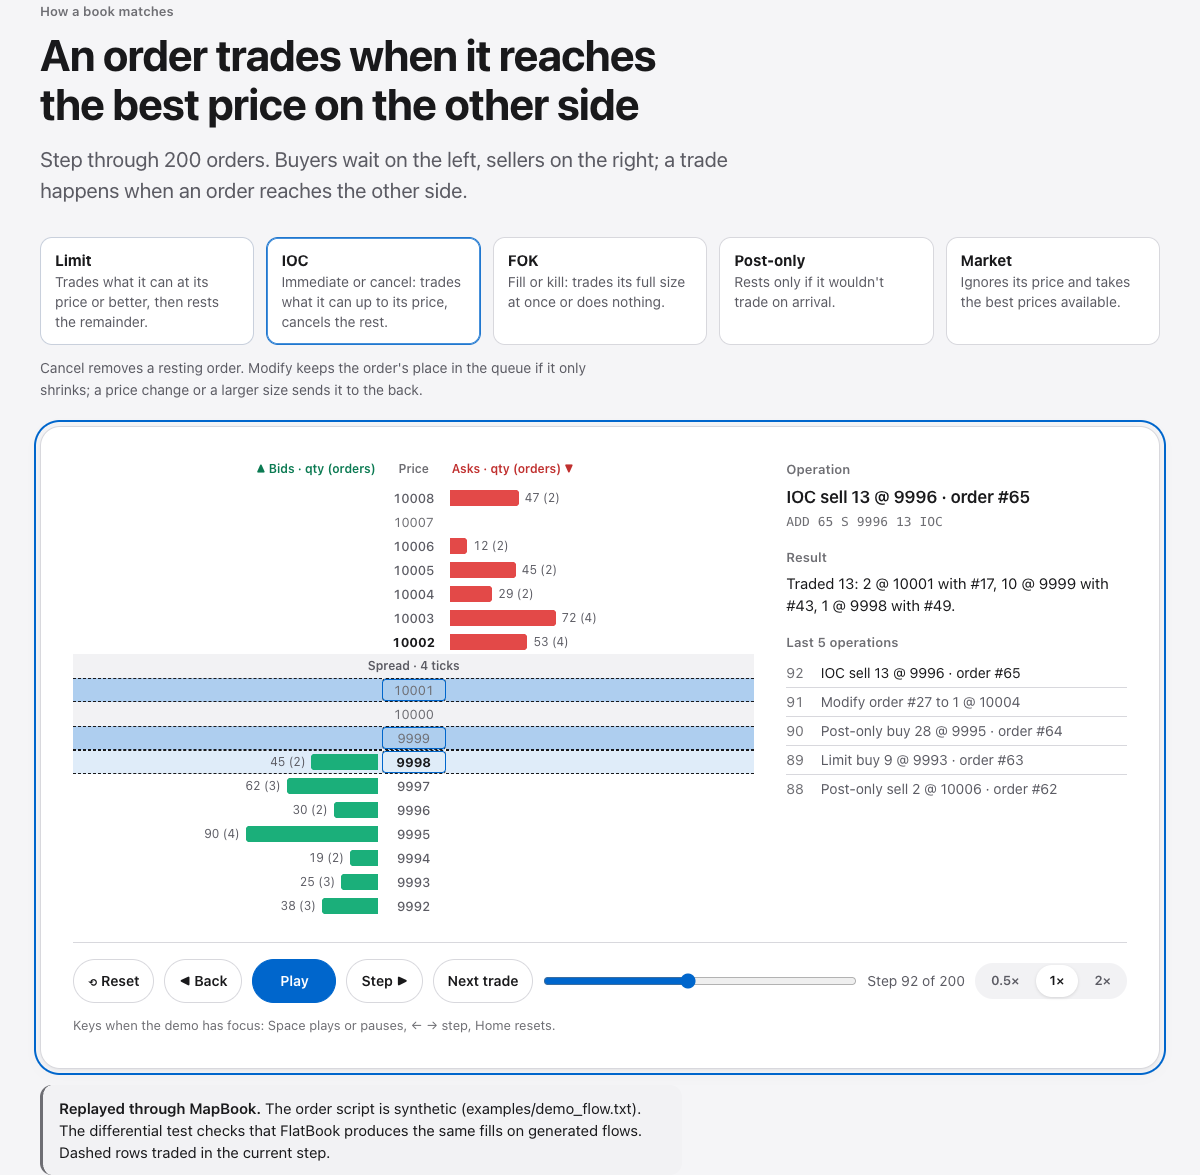 How a book matches
An order trades when it reaches
the best price on the other side
Step through 200 orders. Buyers wait on the left, sellers on the right; a trade
happens when an order reaches the other side.
Limit
Trades what it can at its
price or better, then rests
the remainder.
IOC
Immediate or cancel: trades
what it can up to its price,
cancels the rest.
FOK
Fill or kill: trades its full size
at once or does nothing.
Post-only
Rests only if it wouldn't
trade on arrival.
Market
Ignores its price and takes
the best prices available.
Cancel removes a resting order. Modify keeps the order's place in the queue if it only
shrinks; a price change or a larger size sends it to the back.
▲ Bids · qty (orders) Price Asks · qty (orders) ▼
10008 47 (2)
10007
10006 12 (2)
10005 45 (2)
10004 29 (2)
10003 72 (4)
10002 53 (4)
Spread · 4 ticks
10001
10000
9999
45 (2) 9998
62 (3) 9997
30 (2) 9996
90 (4) 9995
19 (2) 9994
25 (3) 9993
38 (3) 9992
Operation
IOC sell 13 @ 9996 · order #65
ADD 65 S 9996 13 IOC
Result
Traded 13: 2 @ 10001 with #17, 10 @ 9999 with
#43, 1 @ 9998 with #49.
Last 5 operations
92 IOC sell 13 @ 9996 · order #65
91 Modify order #27 to 1 @ 10004
90 Post-only buy 28 @ 9995 · order #64
89 Limit buy 9 @ 9993 · order #63
88 Post-only sell 2 @ 10006 · order #62
⟲ Reset ◀ Back Play Step ▶ Next trade Step 92 of 200 0.5× 1× 2×
Keys when the demo has focus: Space plays or pauses, ← → step, Home resets.
Replayed through MapBook. The order script is synthetic (examples/demo_flow.txt).
The differential test checks that FlatBook produces the same fills on generated flows.
Dashed rows traded in the current step.